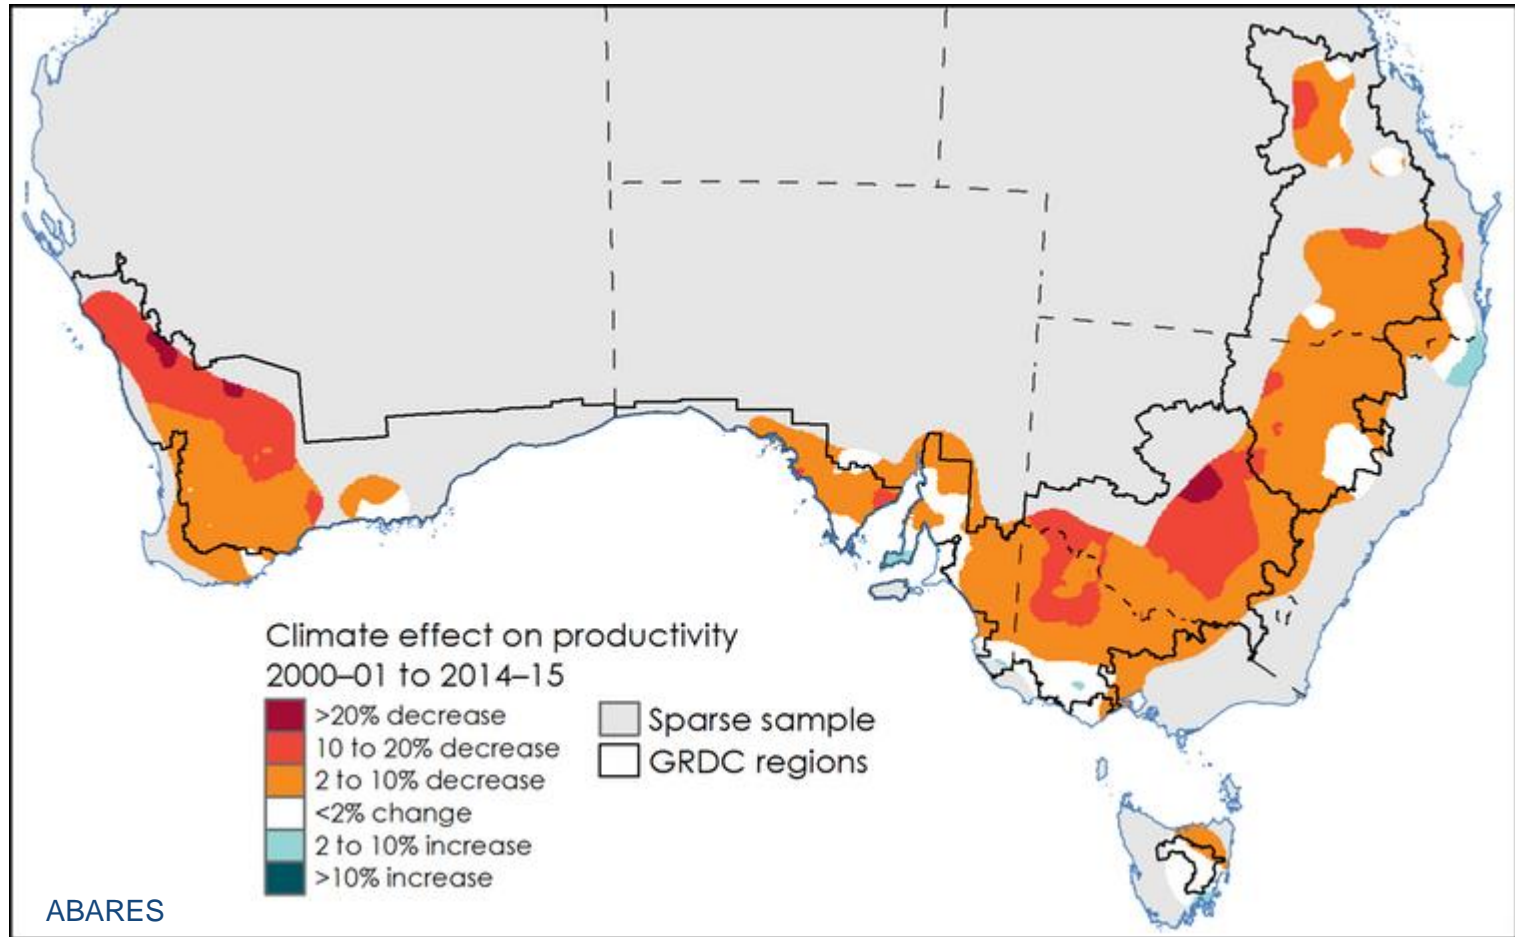 Climate effect on productivity
2000–01 to 2014–15
>20% decrease
10 to 20% decrease
2 to 10% decrease
<2% change
2 to 10% increase
>10% increase
Sparse sample
GRDC regions
ABARES